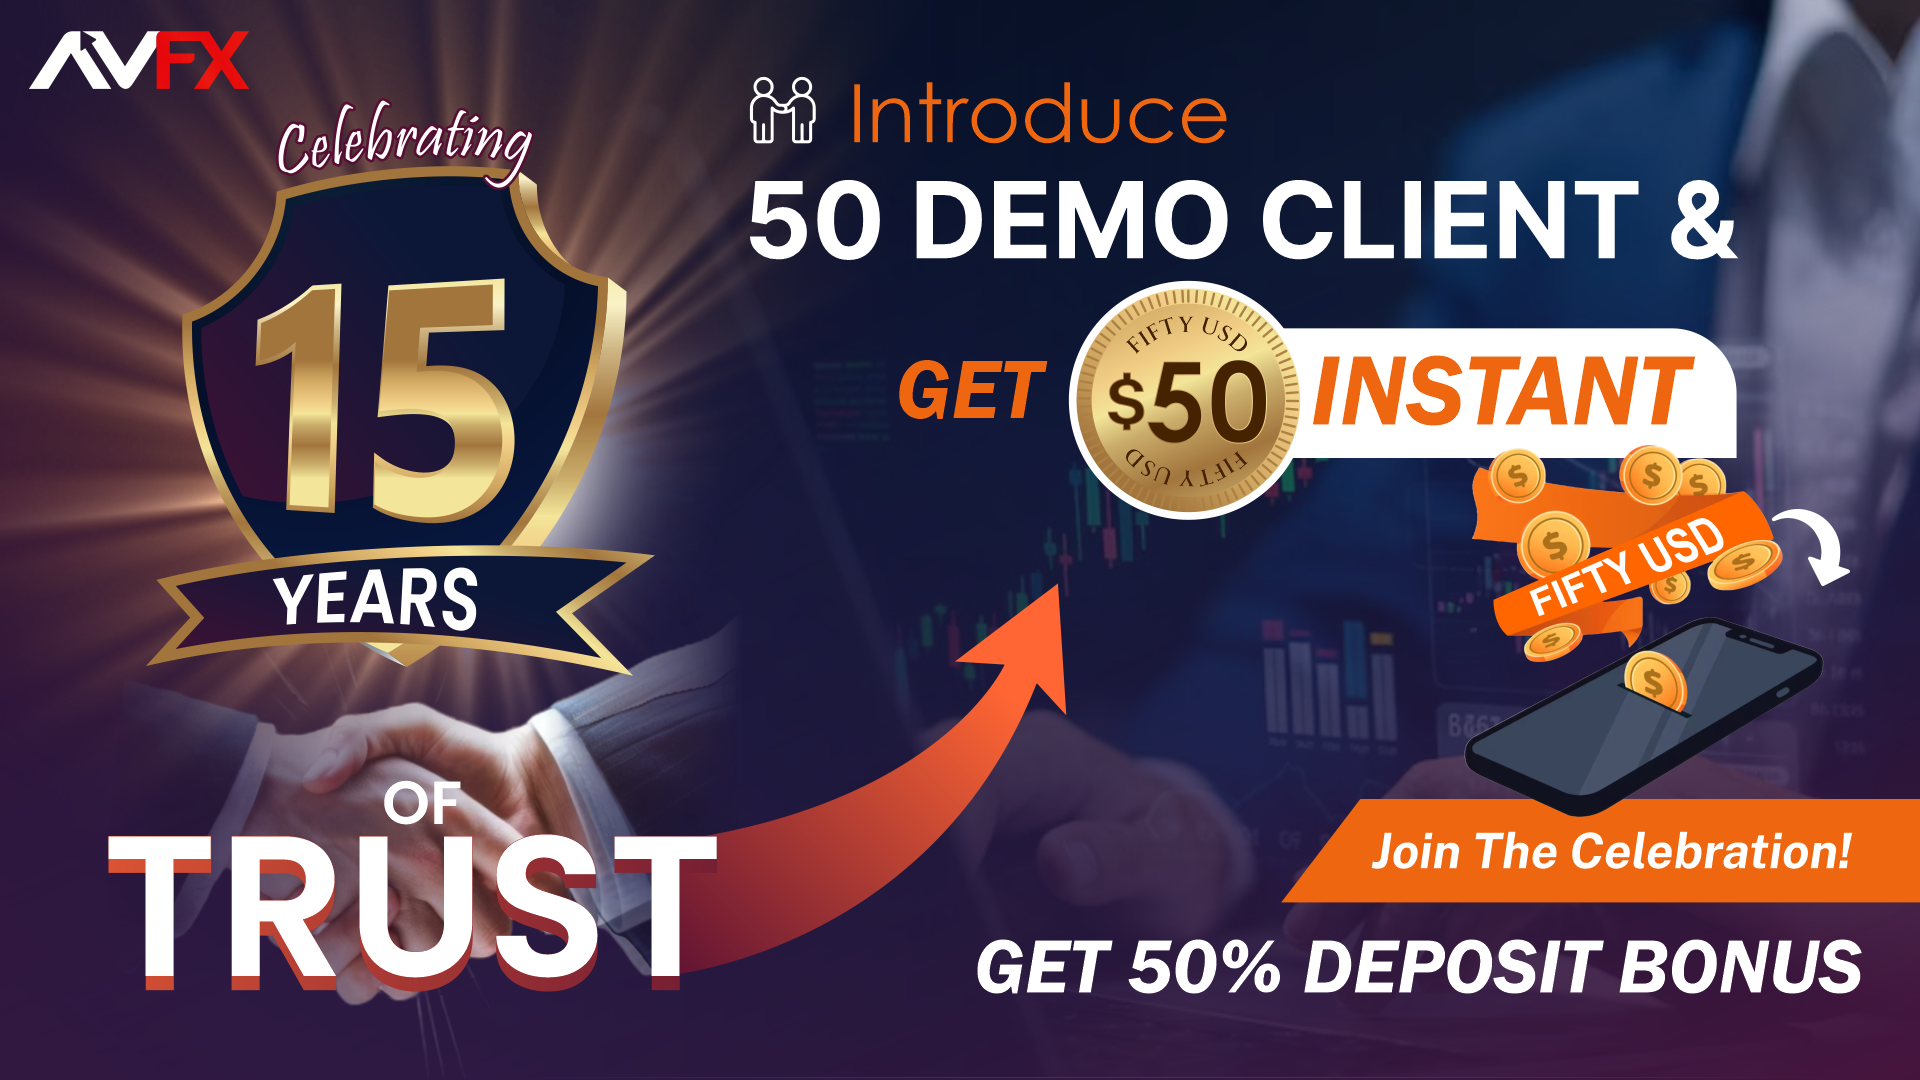 AVFX
Celebrating
15
YEARS
OF
TRUST
Introduce
50 DEMO CLIENT &
GET
FIFTY USD
$50
FIFTY USD
INSTANT
FIFTY USD
Join The Celebration!
GET 50% DEPOSIT BONUS